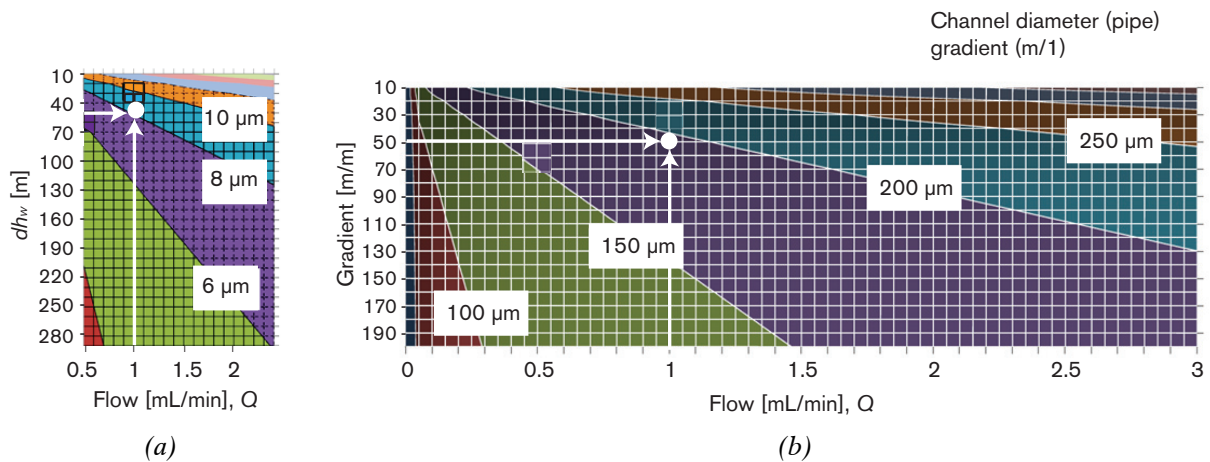 Channel diameter (pipe)
gradient (m/1)
10
40
70
100
130
160
190
220
250
280
dh_w [m]
10 µm
8 µm
6 µm
0.5
1
1.5
2
Flow [mL/min], Q
(a)
10
30
50
70
90
110
130
150
170
190
Gradient [m/m]
250 µm
200 µm
150 µm
100 µm
0
0.5
1
1.5
2
2.5
3
Flow [mL/min], Q
(b)